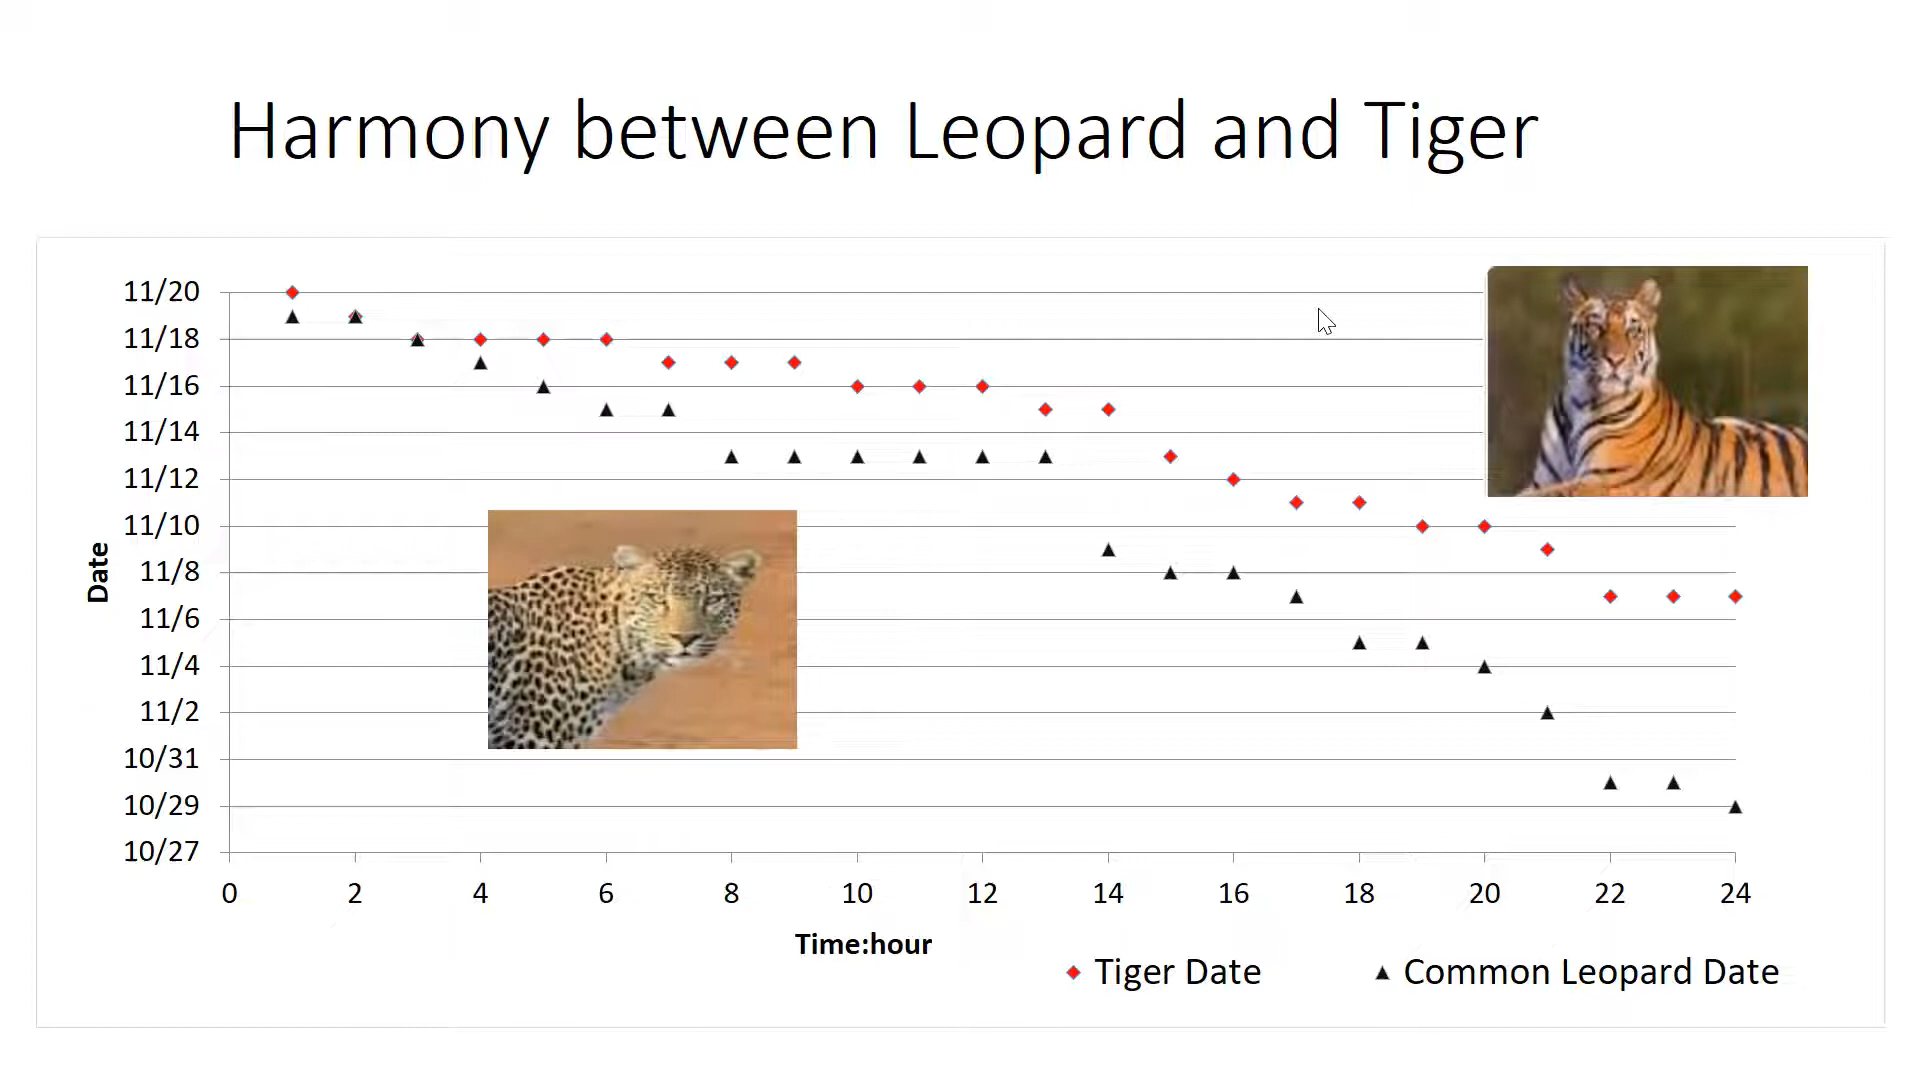 Harmony between Leopard and Tiger
11/20
11/18
11/16
11/14
11/12
11/10
11/8
11/6
11/4
11/2
10/31
10/29
10/27
Date
0 2 4 6 8 10 12 14 16 18 20 22 24
Time:hour
Tiger Date Common Leopard Date